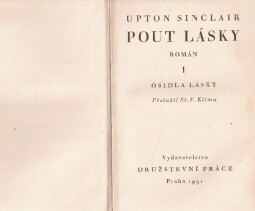 UPTON SINCLAIR
POUT LÁSKY
ROMÁN
I
OSIDLA LÁSKY
Přeložil St. V. Klíma
Vydavatelstvo
DRUŽSTEVNÍ PRÁCE
Praha 1931